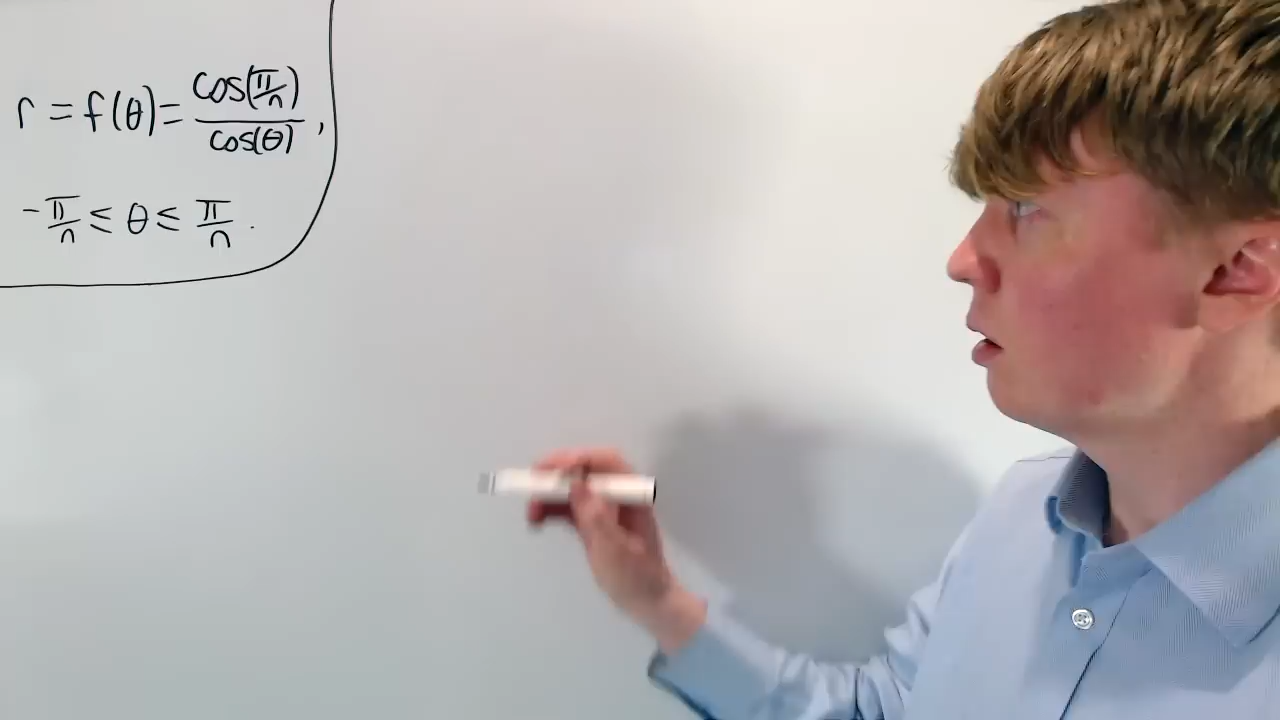 r = f(θ) = cos(π/n)/cos(θ),
-π/n ≤ θ ≤ π/n.